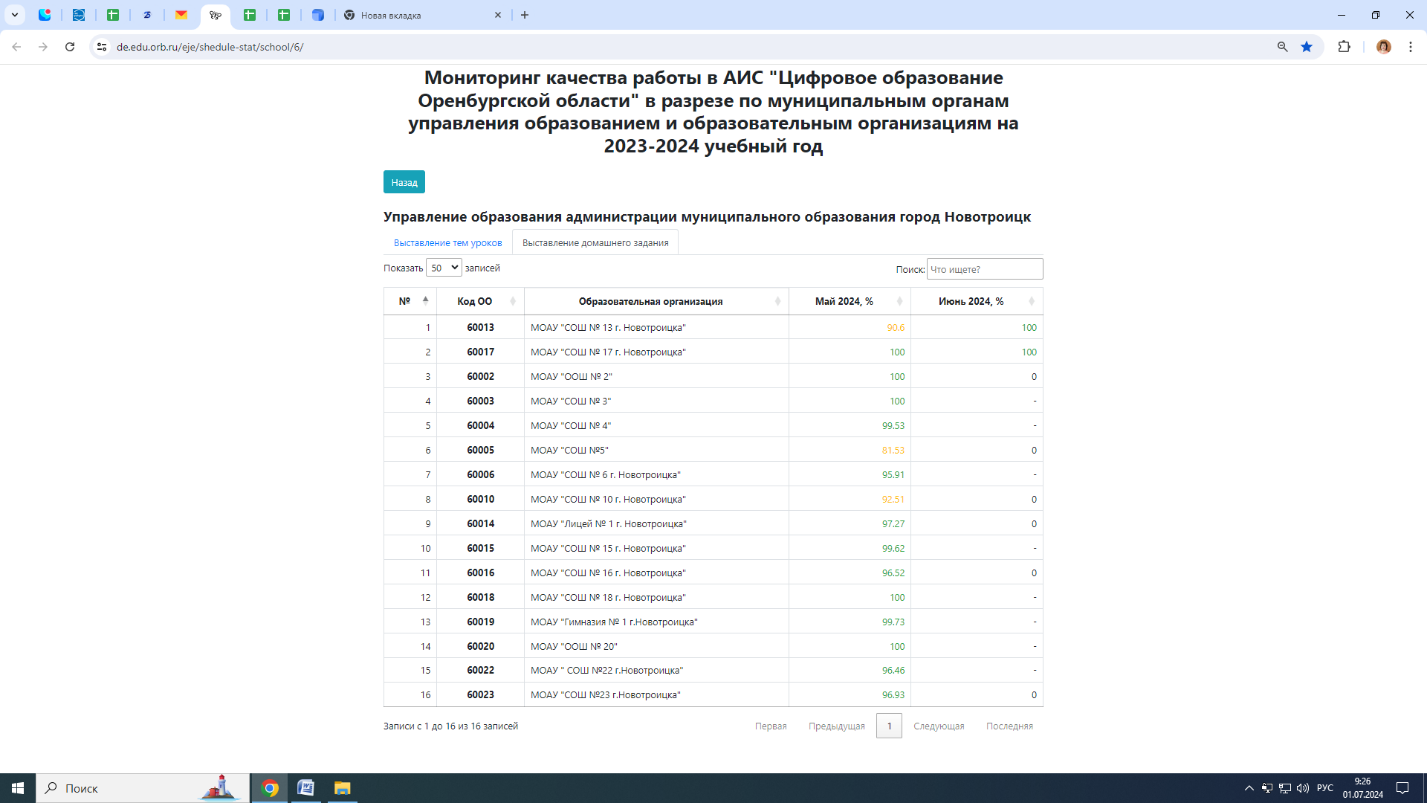 Новая вкладка
de.edu.orb.ru/eje/shedule-stat/school/6/
Мониторинг качества работы в АИС "Цифровое образование
Оренбургской области" в разрезе по муниципальным органам
управления образованием и образовательным организациям на
2023-2024 учебный год
Назад
Управление образования администрации муниципального образования город Новотроицк
Выставление тем уроков Выставление домашнего задания
Показать 50 записей Поиск: Что ищете?
№ Код ОО Образовательная организация Май 2024, % Июнь 2024, %
1 60013 МОАУ "СОШ № 13 г. Новотроицка" 90.6 100
2 60017 МОАУ "СОШ № 17 г. Новотроицка" 100 100
3 60002 МОАУ "ООШ № 2" 100 0
4 60003 МОАУ "СОШ № 3" 100 -
5 60004 МОАУ "СОШ № 4" 99.53 -
6 60005 МОАУ "СОШ №5" 81.53 0
7 60006 МОАУ "СОШ № 6 г. Новотроицка" 95.91 -
8 60010 МОАУ "СОШ № 10 г. Новотроицка" 92.51 0
9 60014 МОАУ "Лицей № 1 г. Новотроицка" 97.27 0
10 60015 МОАУ "СОШ № 15 г. Новотроицка" 99.62 -
11 60016 МОАУ "СОШ № 16 г. Новотроицка" 96.52 0
12 60018 МОАУ "СОШ № 18 г. Новотроицка" 100 -
13 60019 МОАУ "Гимназия № 1 г.Новотроицка" 99.73 -
14 60020 МОАУ "ООШ № 20" 100 -
15 60022 МОАУ " СОШ №22 г.Новотроицка" 96.46 -
16 60023 МОАУ "СОШ №23 г.Новотроицка" 96.93 0
Записи с 1 до 16 из 16 записей Первая Предыдущая 1 Следующая Последняя
Поиск РУС 9:26
01.07.2024